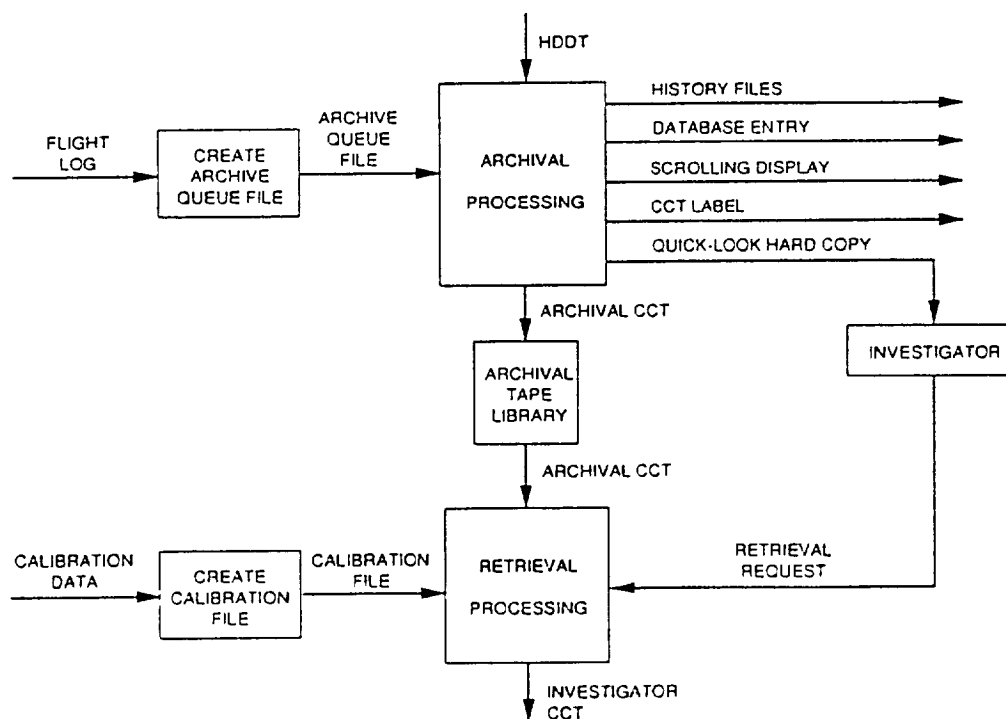 HDDT
HISTORY FILES
DATABASE ENTRY
SCROLLING DISPLAY
CCT LABEL
QUICK-LOOK HARD COPY
FLIGHT
LOG
CREATE
ARCHIVE
QUEUE FILE
ARCHIVE
QUEUE
FILE
ARCHIVAL
PROCESSING
ARCHIVAL CCT
INVESTIGATOR
ARCHIVAL
TAPE
LIBRARY
ARCHIVAL CCT
CALIBRATION
DATA
CREATE
CALIBRATION
FILE
CALIBRATION
FILE
RETRIEVAL
PROCESSING
RETRIEVAL
REQUEST
INVESTIGATOR
CCT